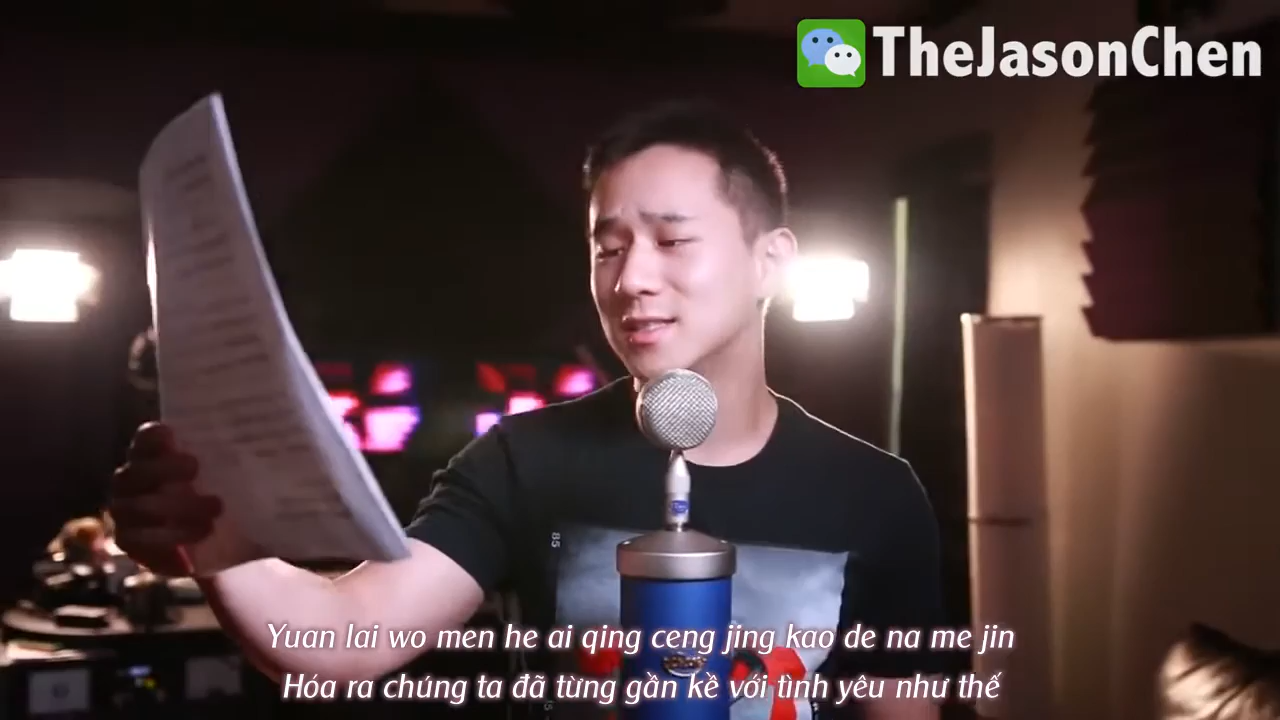 TheJasonChen
85
Yuan lai wo men he ai qing ceng jing kao de na me jin
Hóa ra chúng ta đã từng gần kề với tình yêu như thế